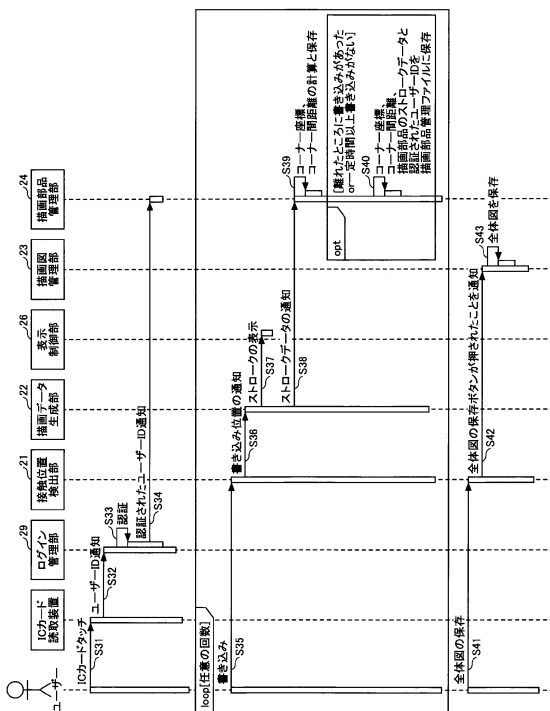 ユーザー
ICカード
読取装置
ログイン
管理部
29
接触位置
検出部
21
描画データ
生成部
22
表示
制御部
26
描画図
管理部
23
描画部品
管理部
24
ICカードタッチ
S31
ユーザーID通知
S32
S33
認証
認証されたユーザーID通知
S34
loop[任意の回数]
書き込み
S35
書き込み位置の通知
S36
ストロークの表示
S37
ストロークデータの通知
S38
S39
コーナー座標、
コーナー間距離の計算と保存
opt
[離れたところに書き込みがあった
or一定時間以上書き込みがない]
S40
コーナー座標、
コーナー間距離、
描画部品のストロークデータと
認証されたユーザーIDを
描画部品管理ファイルに保存
全体図の保存
S41
全体図の保存ボタンが押されたことを通知
S42
S43
全体図を保存